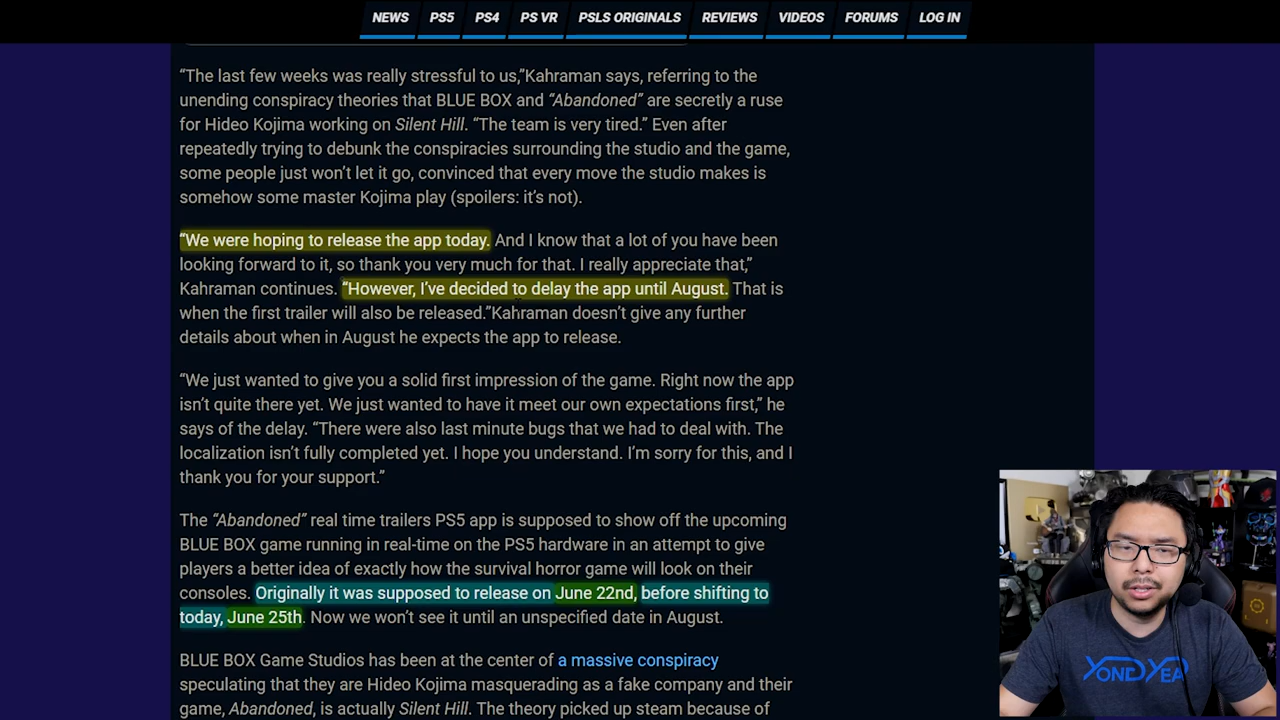 NEWS PS5 PS4 PS VR PSLS ORIGINALS REVIEWS VIDEOS FORUMS LOG IN
“The last few weeks was really stressful to us,”Kahraman says, referring to the
unending conspiracy theories that BLUE BOX and “Abandoned” are secretly a ruse
for Hideo Kojima working on Silent Hill. “The team is very tired.” Even after
repeatedly trying to debunk the conspiracies surrounding the studio and the game,
some people just won’t let it go, convinced that every move the studio makes is
somehow some master Kojima play (spoilers: it’s not).
“We were hoping to release the app today. And I know that a lot of you have been
looking forward to it, so thank you very much for that. I really appreciate that,”
Kahraman continues. “However, I’ve decided to delay the app until August. That is
when the first trailer will also be released.”Kahraman doesn’t give any further
details about when in August he expects the app to release.
“We just wanted to give you a solid first impression of the game. Right now the app
isn’t quite there yet. We just wanted to have it meet our own expectations first,” he
says of the delay. “There were also last minute bugs that we had to deal with. The
localization isn’t fully completed yet. I hope you understand. I’m sorry for this, and I
thank you for your support.”
The “Abandoned” real time trailers PS5 app is supposed to show off the upcoming
BLUE BOX game running in real-time on the PS5 hardware in an attempt to give
players a better idea of exactly how the survival horror game will look on their
consoles. Originally it was supposed to release on June 22nd, before shifting to
today, June 25th. Now we won’t see it until an unspecified date in August.
BLUE BOX Game Studios has been at the center of a massive conspiracy
speculating that they are Hideo Kojima masquerading as a fake company and their
game, Abandoned, is actually Silent Hill. The theory picked up steam because of
YONGYEA